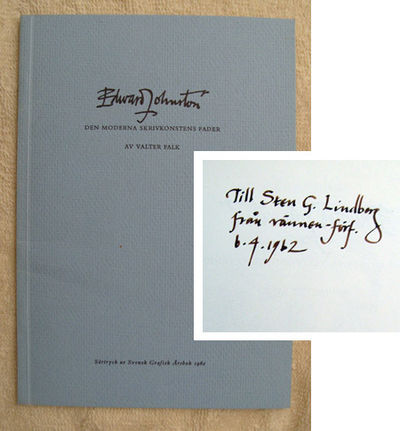 Edward Johnston
DEN MODERNA SKRIVKONSTENS FADER
AV VALTER FALK
Till Sten G. Lindberg
från vännen-förf.
6.4.1962
Särtryck ur Svensk Grafisk Årsbok 1962